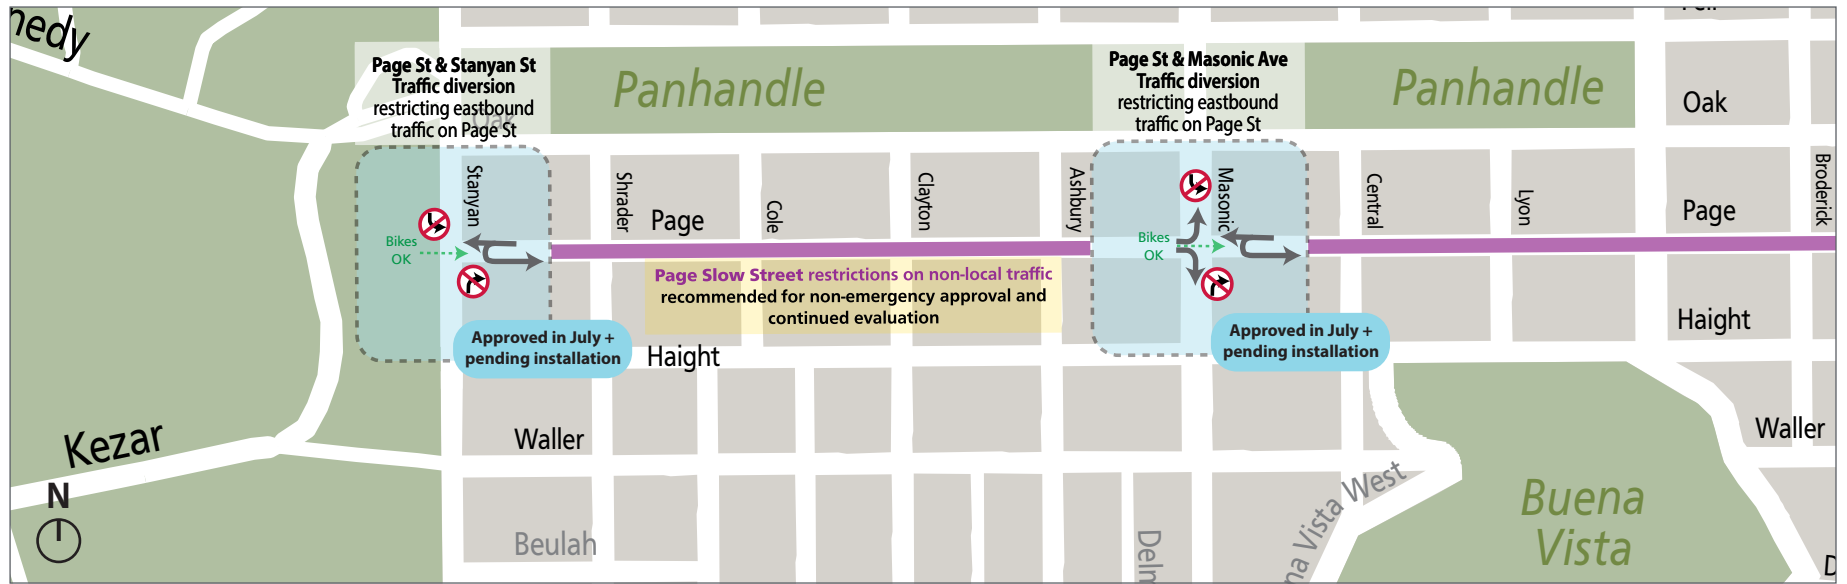 Page St & Stanyan St
Traffic diversion
restricting eastbound
traffic on Page St
Page St & Masonic Ave
Traffic diversion
restricting eastbound
traffic on Page St
Panhandle
Panhandle
Oak
Oak
Stanyan
Shrader
Page
Cole
Clayton
Ashbury
Masonic
Central
Lyon
Page
Broderick
Bikes
OK
Bikes
OK
Page Slow Street restrictions on non-local traffic
recommended for non-emergency approval and
continued evaluation
Approved in July +
pending installation
Approved in July +
pending installation
Haight
Haight
Kezar
Waller
Waller
N
Beulah
Buena
Vista